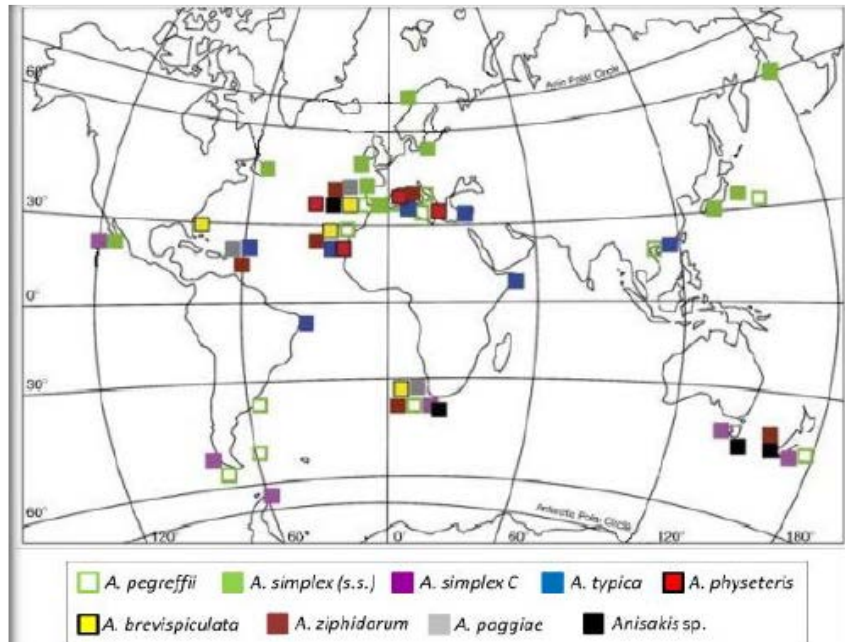 60°
Arctic Polar Circle
30°
0°
30°
Antarctic Polar Circle
60°
120° 60° 0° 60° 120° 180°
A. pegreffii A. simplex (s.s.) A. simplex C A. typica A. physeteris
A. brevispiculata A. ziphidarum A. paggiae Anisakis sp.